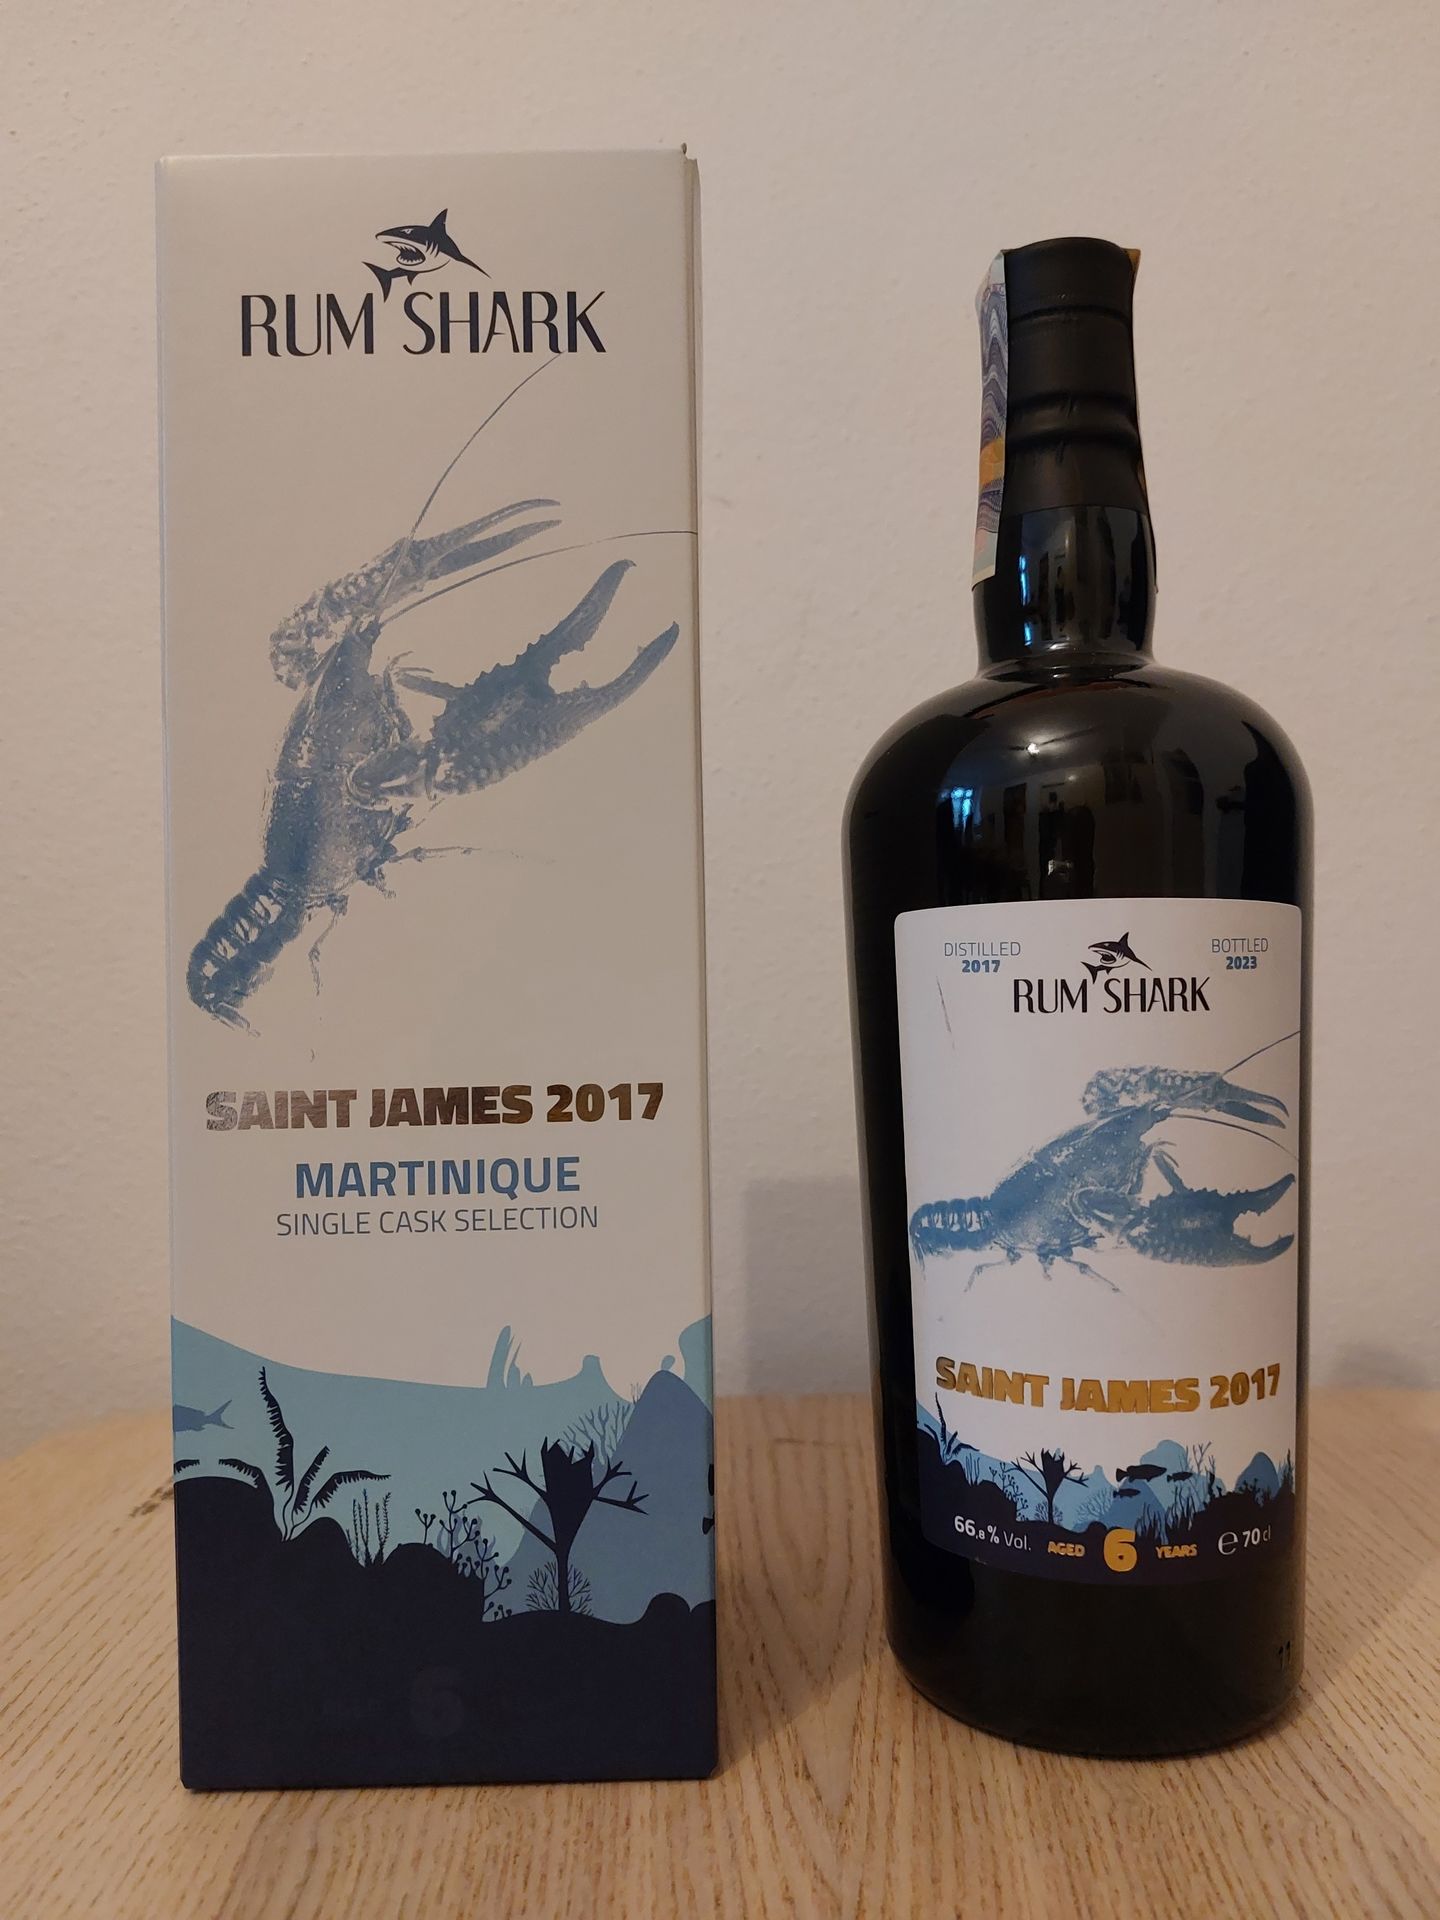 RUM SHARK
SAINT JAMES 2017
MARTINIQUE
SINGLE CASK SELECTION
6
DISTILLED
2017
BOTTLED
2023
RUM SHARK
SAINT JAMES 2017
66,8% Vol.
AGED 6 YEARS
℮ 70 cl